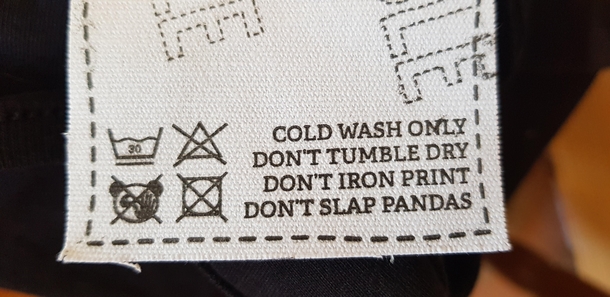 30
COLD WASH ONLY
DON'T TUMBLE DRY
DON'T IRON PRINT
DON'T SLAP PANDAS